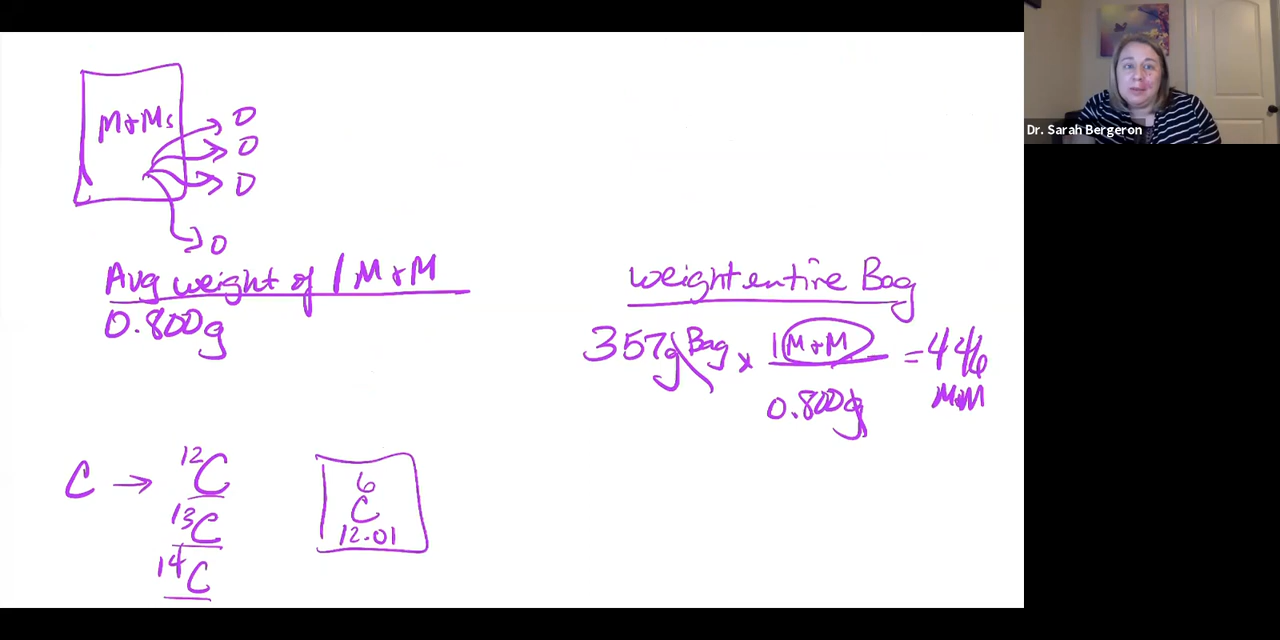 M+Ms
Avg weight of 1 M+M
0.800g
weight entire Bag
357g Bag x 1 M+M = 446 M+M
0.800g
C → ¹²C
¹³C
¹⁴C
6
C
12.01
Dr. Sarah Bergeron